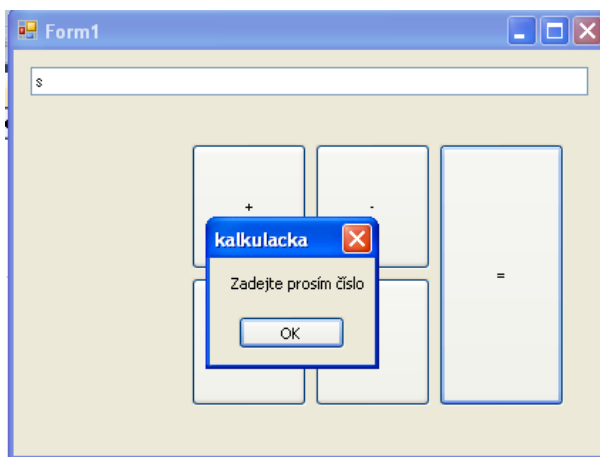 Form1
s
+
-
=
kalkulacka
Zadejte prosím číslo
OK